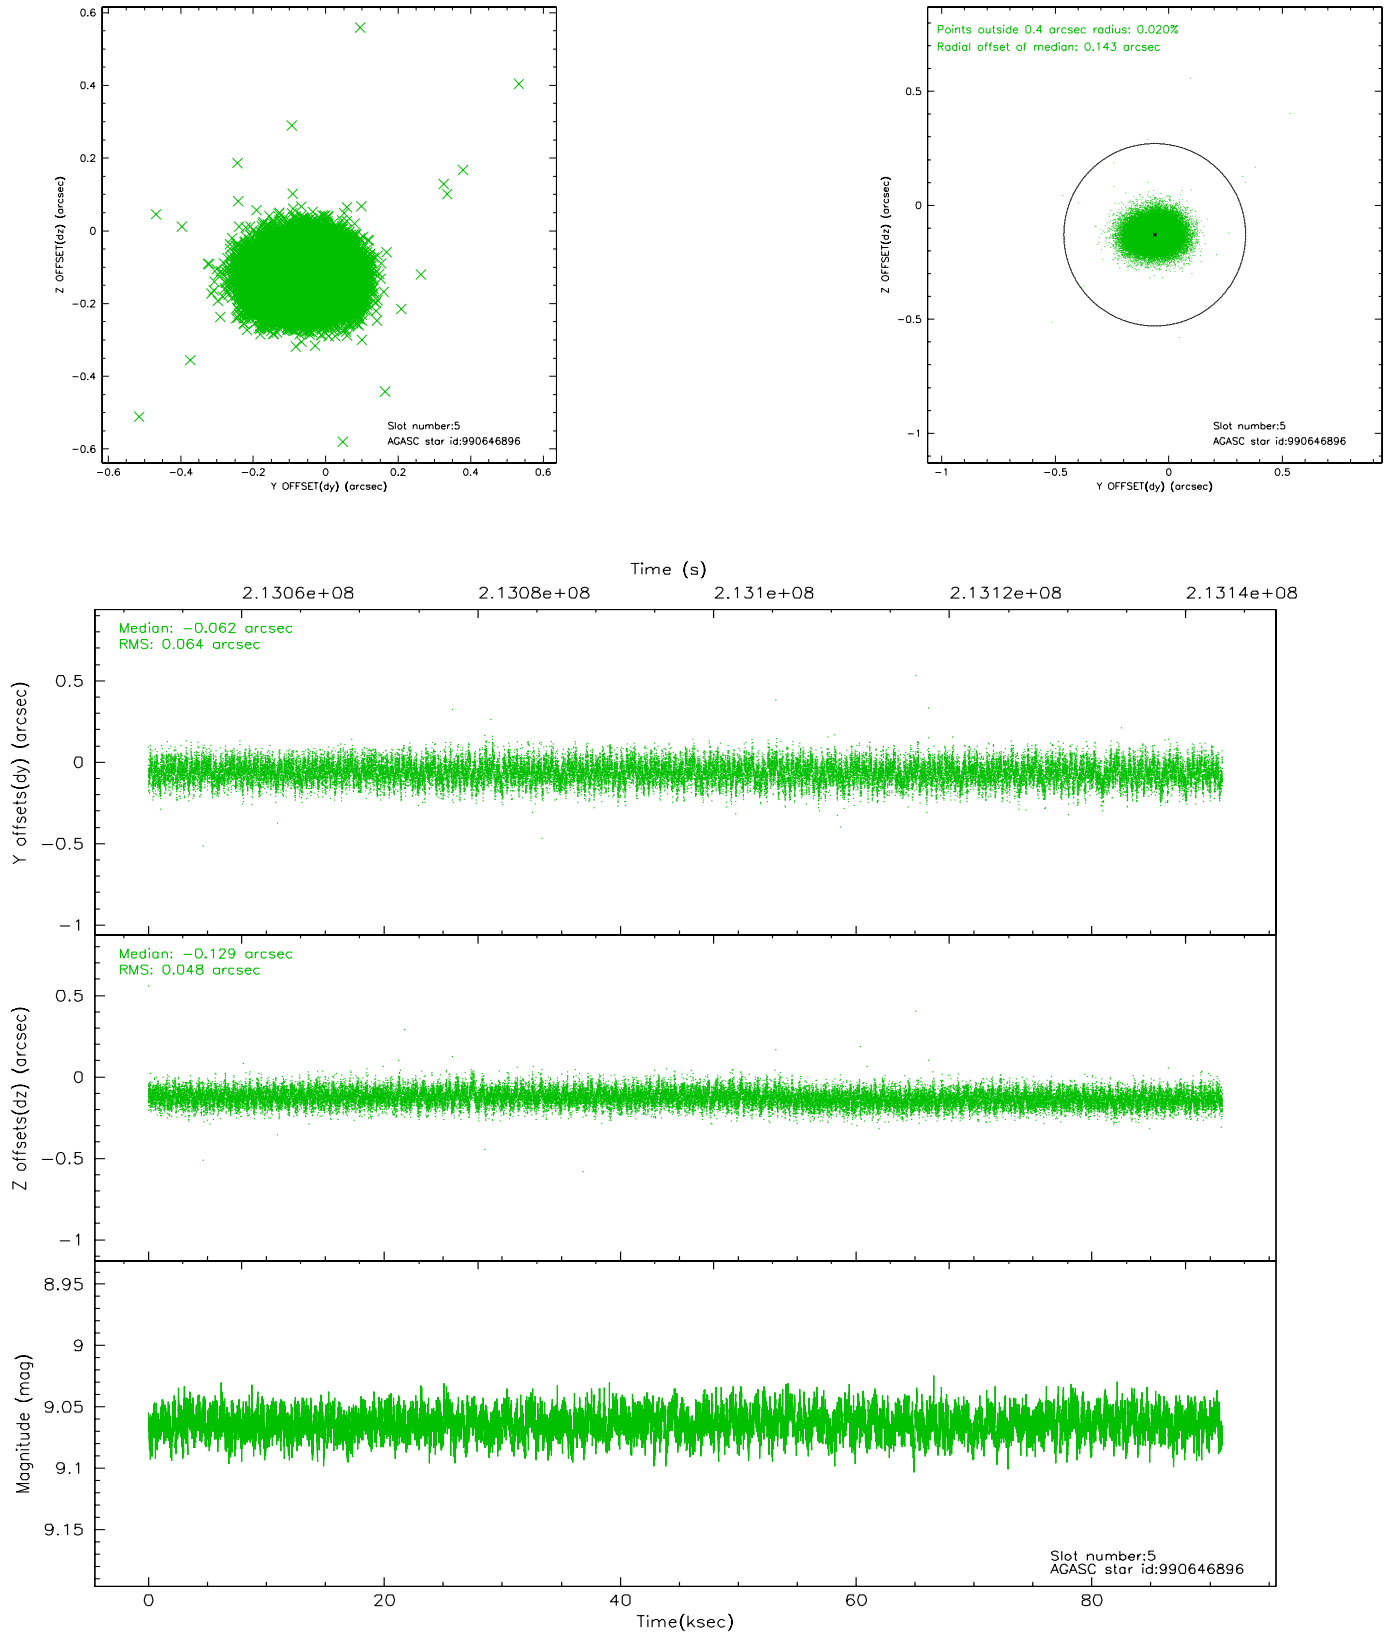 0.6
0.4
0.2
0
−0.2
−0.4
−0.6
Z OFFSET(dz) (arcsec)
−0.6 −0.4 −0.2 0 0.2 0.4 0.6
Y OFFSET(dy) (arcsec)
Slot number:5
AGASC star id:990646896
Points outside 0.4 arcsec radius: 0.020%
Radial offset of median: 0.143 arcsec
0.5
0
−0.5
−1
Z OFFSET(dz) (arcsec)
−1 −0.5 0 0.5
Y OFFSET(dy) (arcsec)
Slot number:5
AGASC star id:990646896
Time (s)
2.1306e+08 2.1308e+08 2.131e+08 2.1312e+08 2.1314e+08
Median: −0.062 arcsec
RMS: 0.064 arcsec
0.5
0
−0.5
−1
Y offsets(dy) (arcsec)
Median: −0.129 arcsec
RMS: 0.048 arcsec
0.5
0
−0.5
−1
Z offsets(dz) (arcsec)
8.95
9
9.05
9.1
9.15
Magnitude (mag)
Slot number:5
AGASC star id:990646896
0 20 40 60 80
Time(ksec)